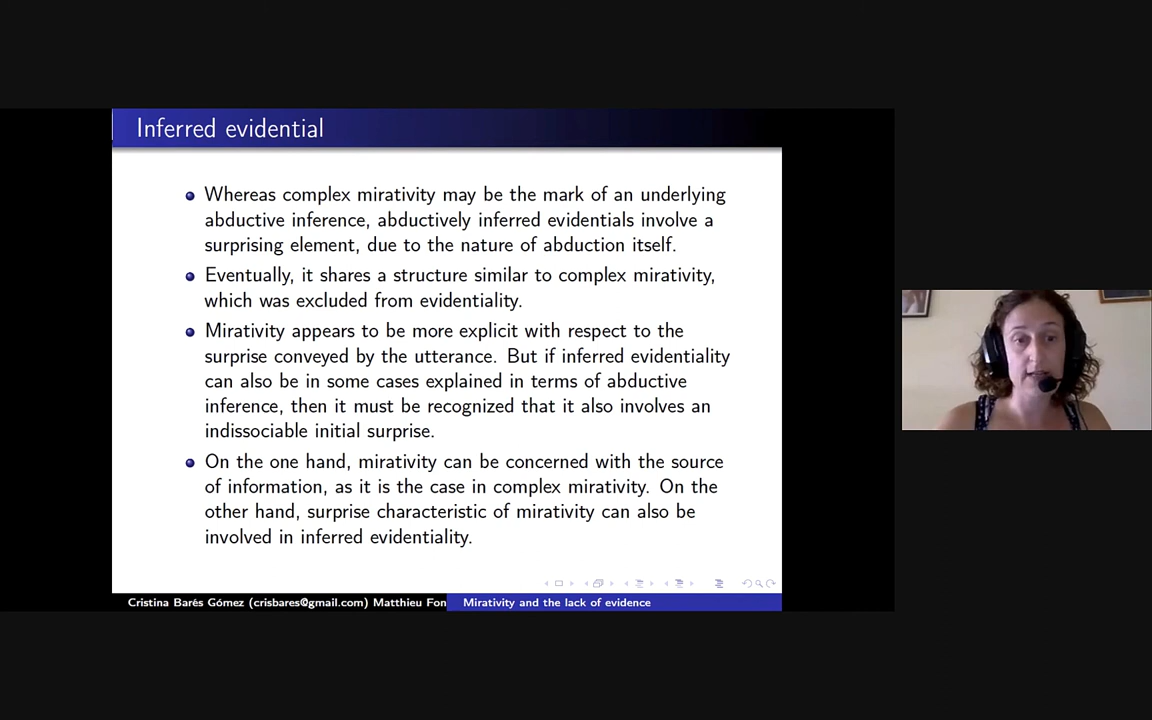 Inferred evidential
Whereas complex mirativity may be the mark of an underlying
abductive inference, abductively inferred evidentials involve a
surprising element, due to the nature of abduction itself.
Eventually, it shares a structure similar to complex mirativity,
which was excluded from evidentiality.
Mirativity appears to be more explicit with respect to the
surprise conveyed by the utterance. But if inferred evidentiality
can also be in some cases explained in terms of abductive
inference, then it must be recognized that it also involves an
indissociable initial surprise.
On the one hand, mirativity can be concerned with the source
of information, as it is the case in complex mirativity. On the
other hand, surprise characteristic of mirativity can also be
involved in inferred evidentiality.
Cristina Barés Gómez (crisbares@gmail.com) Matthieu Fon
Mirativity and the lack of evidence